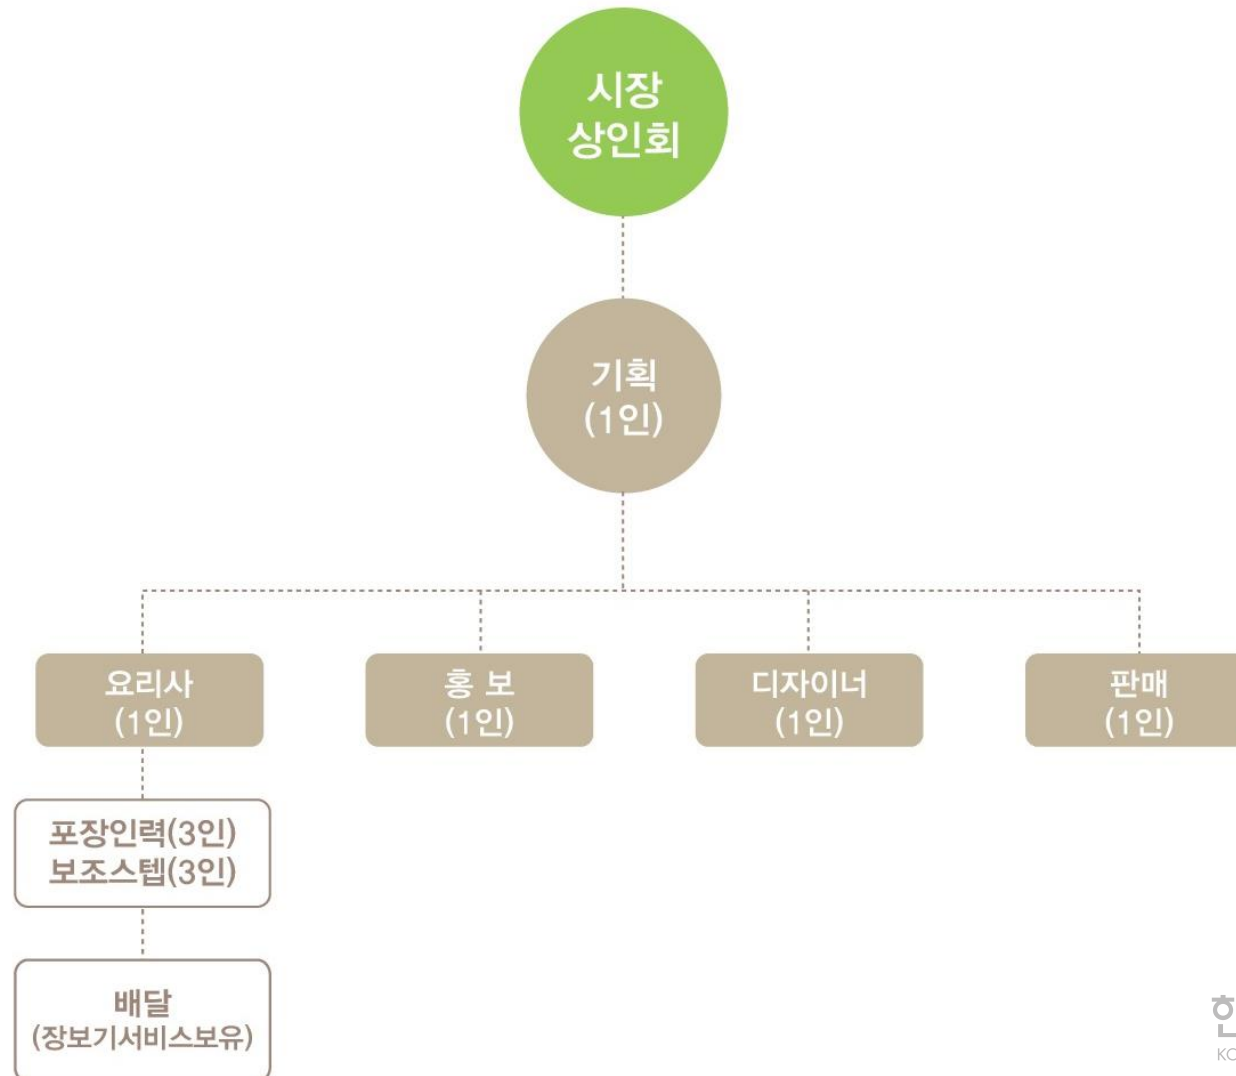 시장
상인회
기획
(1인)
요리사
(1인)
홍 보
(1인)
디자이너
(1인)
판매
(1인)
포장인력(3인)
보조스텝(3인)
배달
(장보기서비스보유)